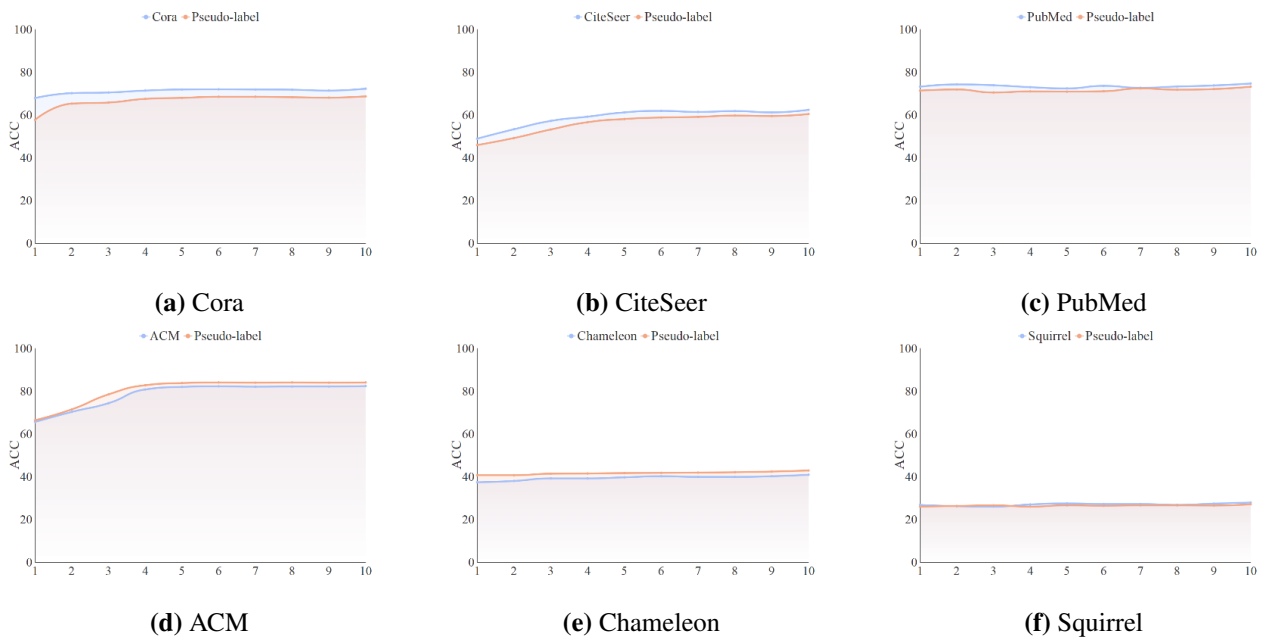 Cora Pseudo-label
100
80
60
40
20
0
ACC
1 2 3 4 5 6 7 8 9 10
(a) Cora
CiteSeer Pseudo-label
100
80
60
40
20
0
ACC
1 2 3 4 5 6 7 8 9 10
(b) CiteSeer
PubMed Pseudo-label
100
80
60
40
20
0
ACC
1 2 3 4 5 6 7 8 9 10
(c) PubMed
ACM Pseudo-label
100
80
60
40
20
0
ACC
1 2 3 4 5 6 7 8 9 10
(d) ACM
Chameleon Pseudo-label
100
80
60
40
20
0
ACC
1 2 3 4 5 6 7 8 9 10
(e) Chameleon
Squirrel Pseudo-label
100
80
60
40
20
0
ACC
1 2 3 4 5 6 7 8 9 10
(f) Squirrel